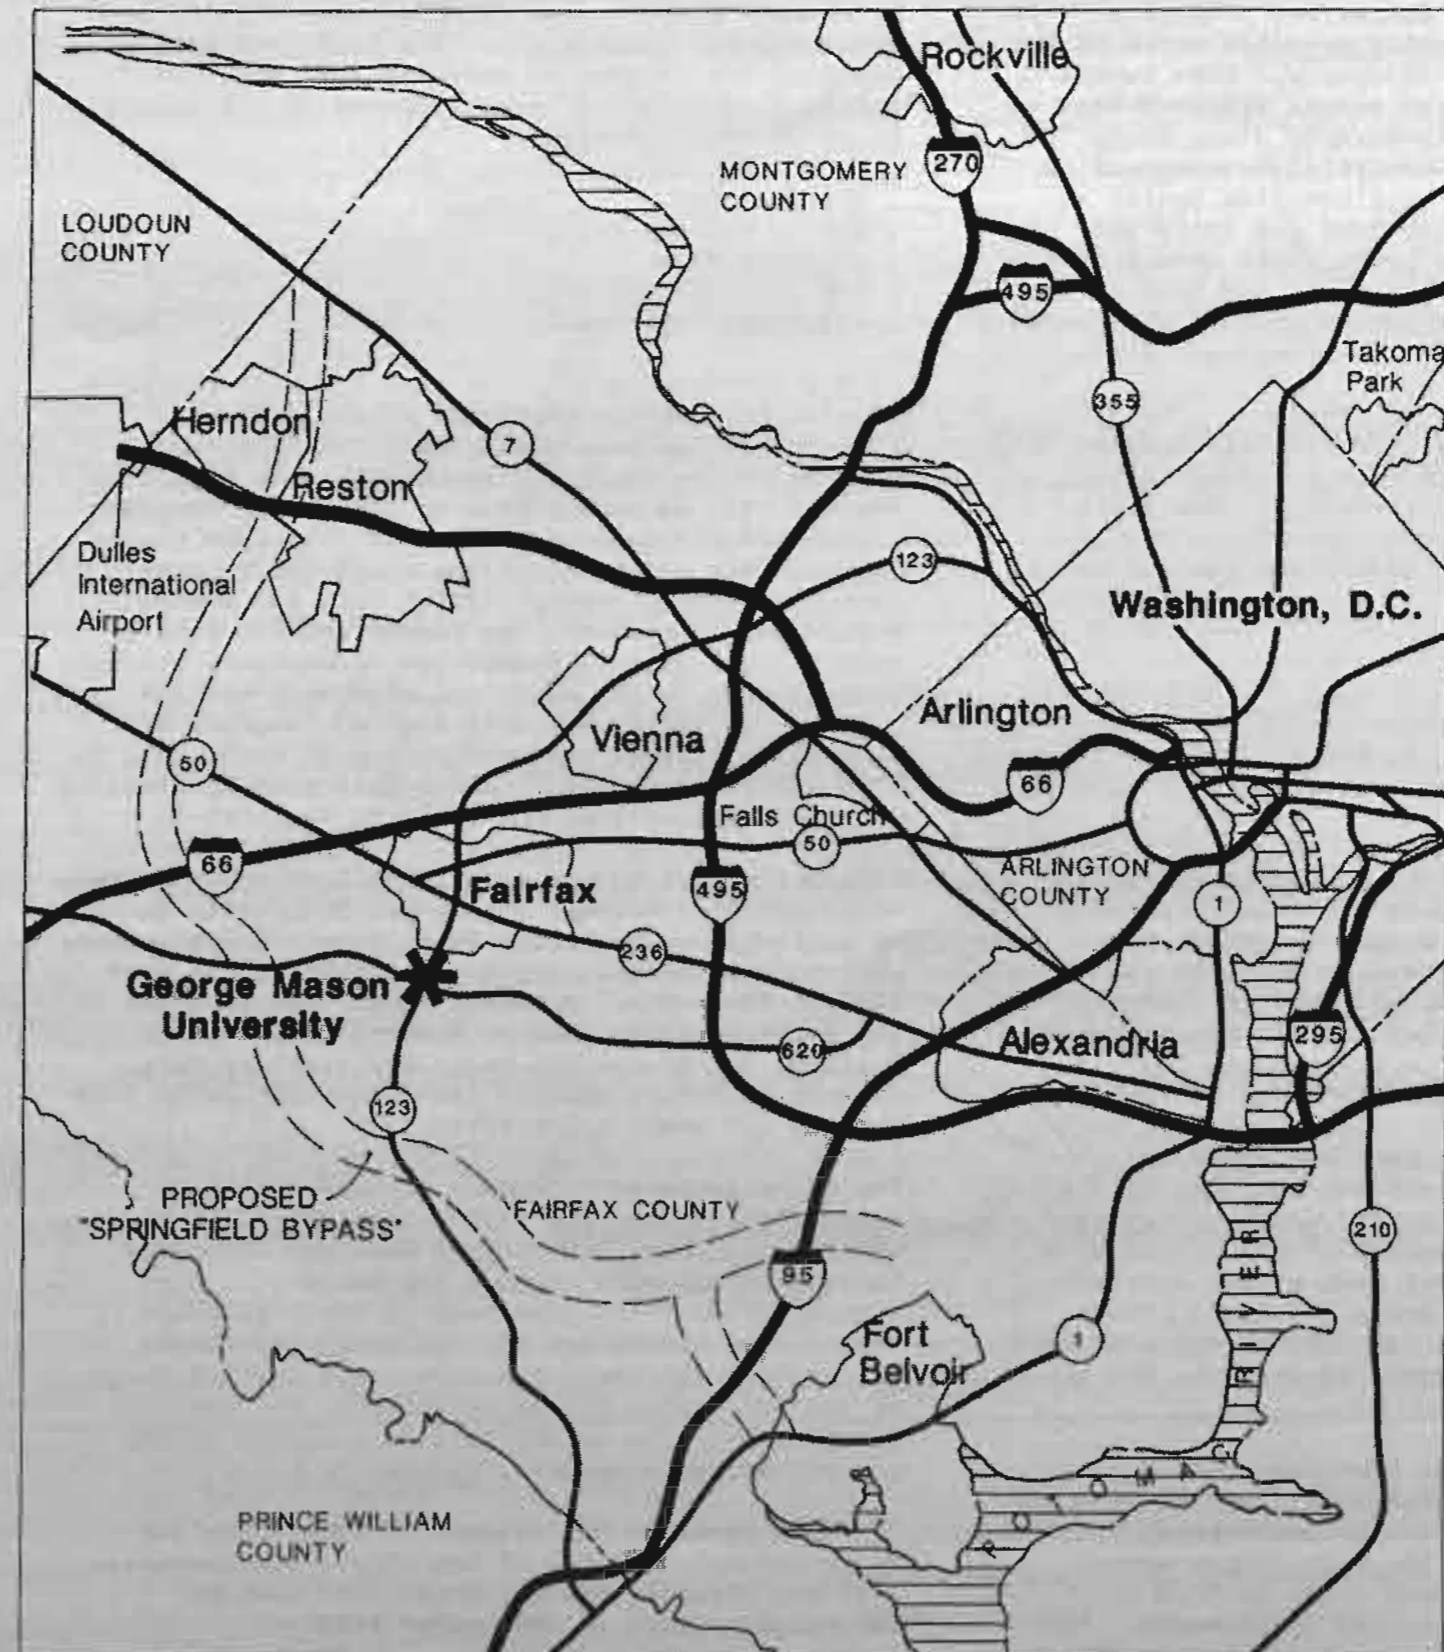 Rockville
270
MONTGOMERY
COUNTY
LOUDOUN
COUNTY
495
Takoma
Park
355
Herndon
7
Reston
Dulles
International
Airport
123
Washington, D.C.
Arlington
Vienna
50
66
Falls Church
50
66
ARLINGTON
COUNTY
495
Fairfax
1
236
George Mason
University
295
Alexandria
620
123
PROPOSED
"SPRINGFIELD BYPASS"
FAIRFAX COUNTY
210
95
Fort
Belvoir
1
PRINCE WILLIAM
COUNTY
POTOMAC
RIVER